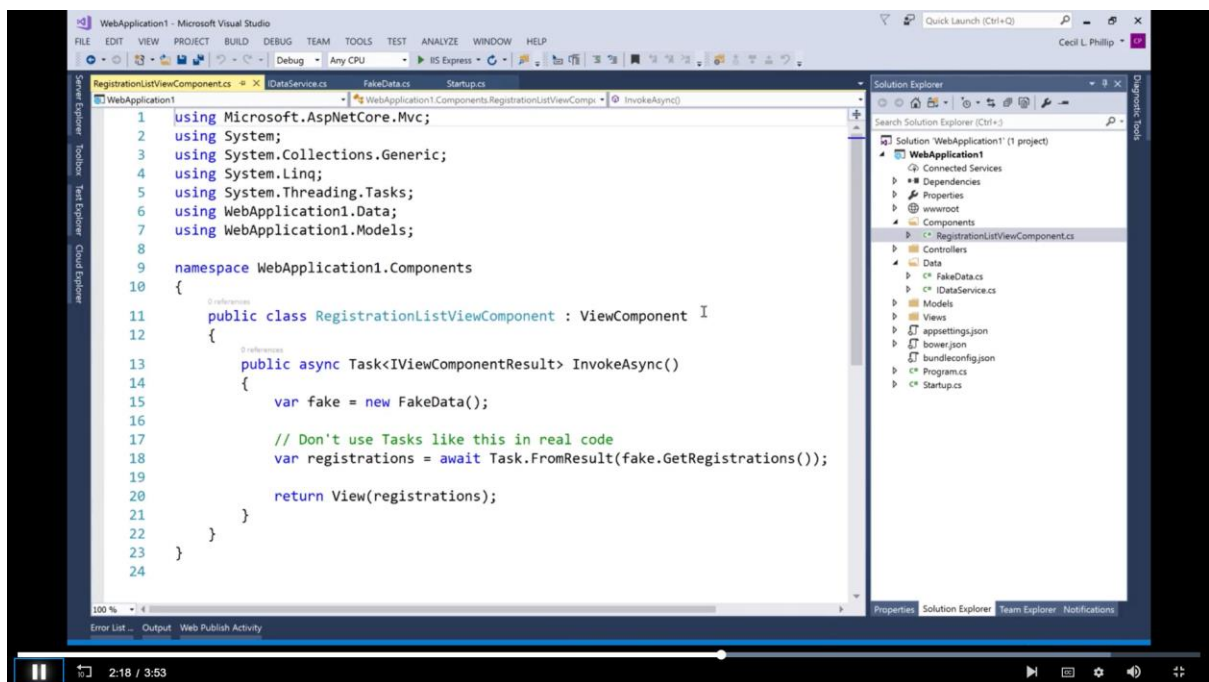 WebApplication1 - Microsoft Visual Studio
Quick Launch (Ctrl+Q)
FILE EDIT VIEW PROJECT BUILD DEBUG TEAM TOOLS TEST ANALYZE WINDOW HELP
Cecil L. Phillip
CP
Debug Any CPU IIS Express
Server Explorer
Toolbox
Test Explorer
Cloud Explorer
RegistrationListViewComponent.cs IDataService.cs FakeData.cs Startup.cs
WebApplication1 WebApplication1.Components.RegistrationListViewCompo InvokeAsync()
1 using Microsoft.AspNetCore.Mvc;
2 using System;
3 using System.Collections.Generic;
4 using System.Linq;
5 using System.Threading.Tasks;
6 using WebApplication1.Data;
7 using WebApplication1.Models;
8
9 namespace WebApplication1.Components
10 {
0 references
11 public class RegistrationListViewComponent : ViewComponent
12 {
0 references
13 public async Task<IViewComponentResult> InvokeAsync()
14 {
15 var fake = new FakeData();
16
17 // Don't use Tasks like this in real code
18 var registrations = await Task.FromResult(fake.GetRegistrations());
19
20 return View(registrations);
21 }
22 }
23 }
24
100 %
Error List ... Output Web Publish Activity
Solution Explorer
Search Solution Explorer (Ctrl+;)
Solution 'WebApplication1' (1 project)
WebApplication1
Connected Services
Dependencies
Properties
wwwroot
Components
C# RegistrationListViewComponent.cs
Controllers
Data
C# FakeData.cs
C# IDataService.cs
Models
Views
appsettings.json
bower.json
bundleconfig.json
C# Program.cs
C# Startup.cs
Properties Solution Explorer Team Explorer Notifications
Diagnostic Tools
10 2:18 / 3:53
CC